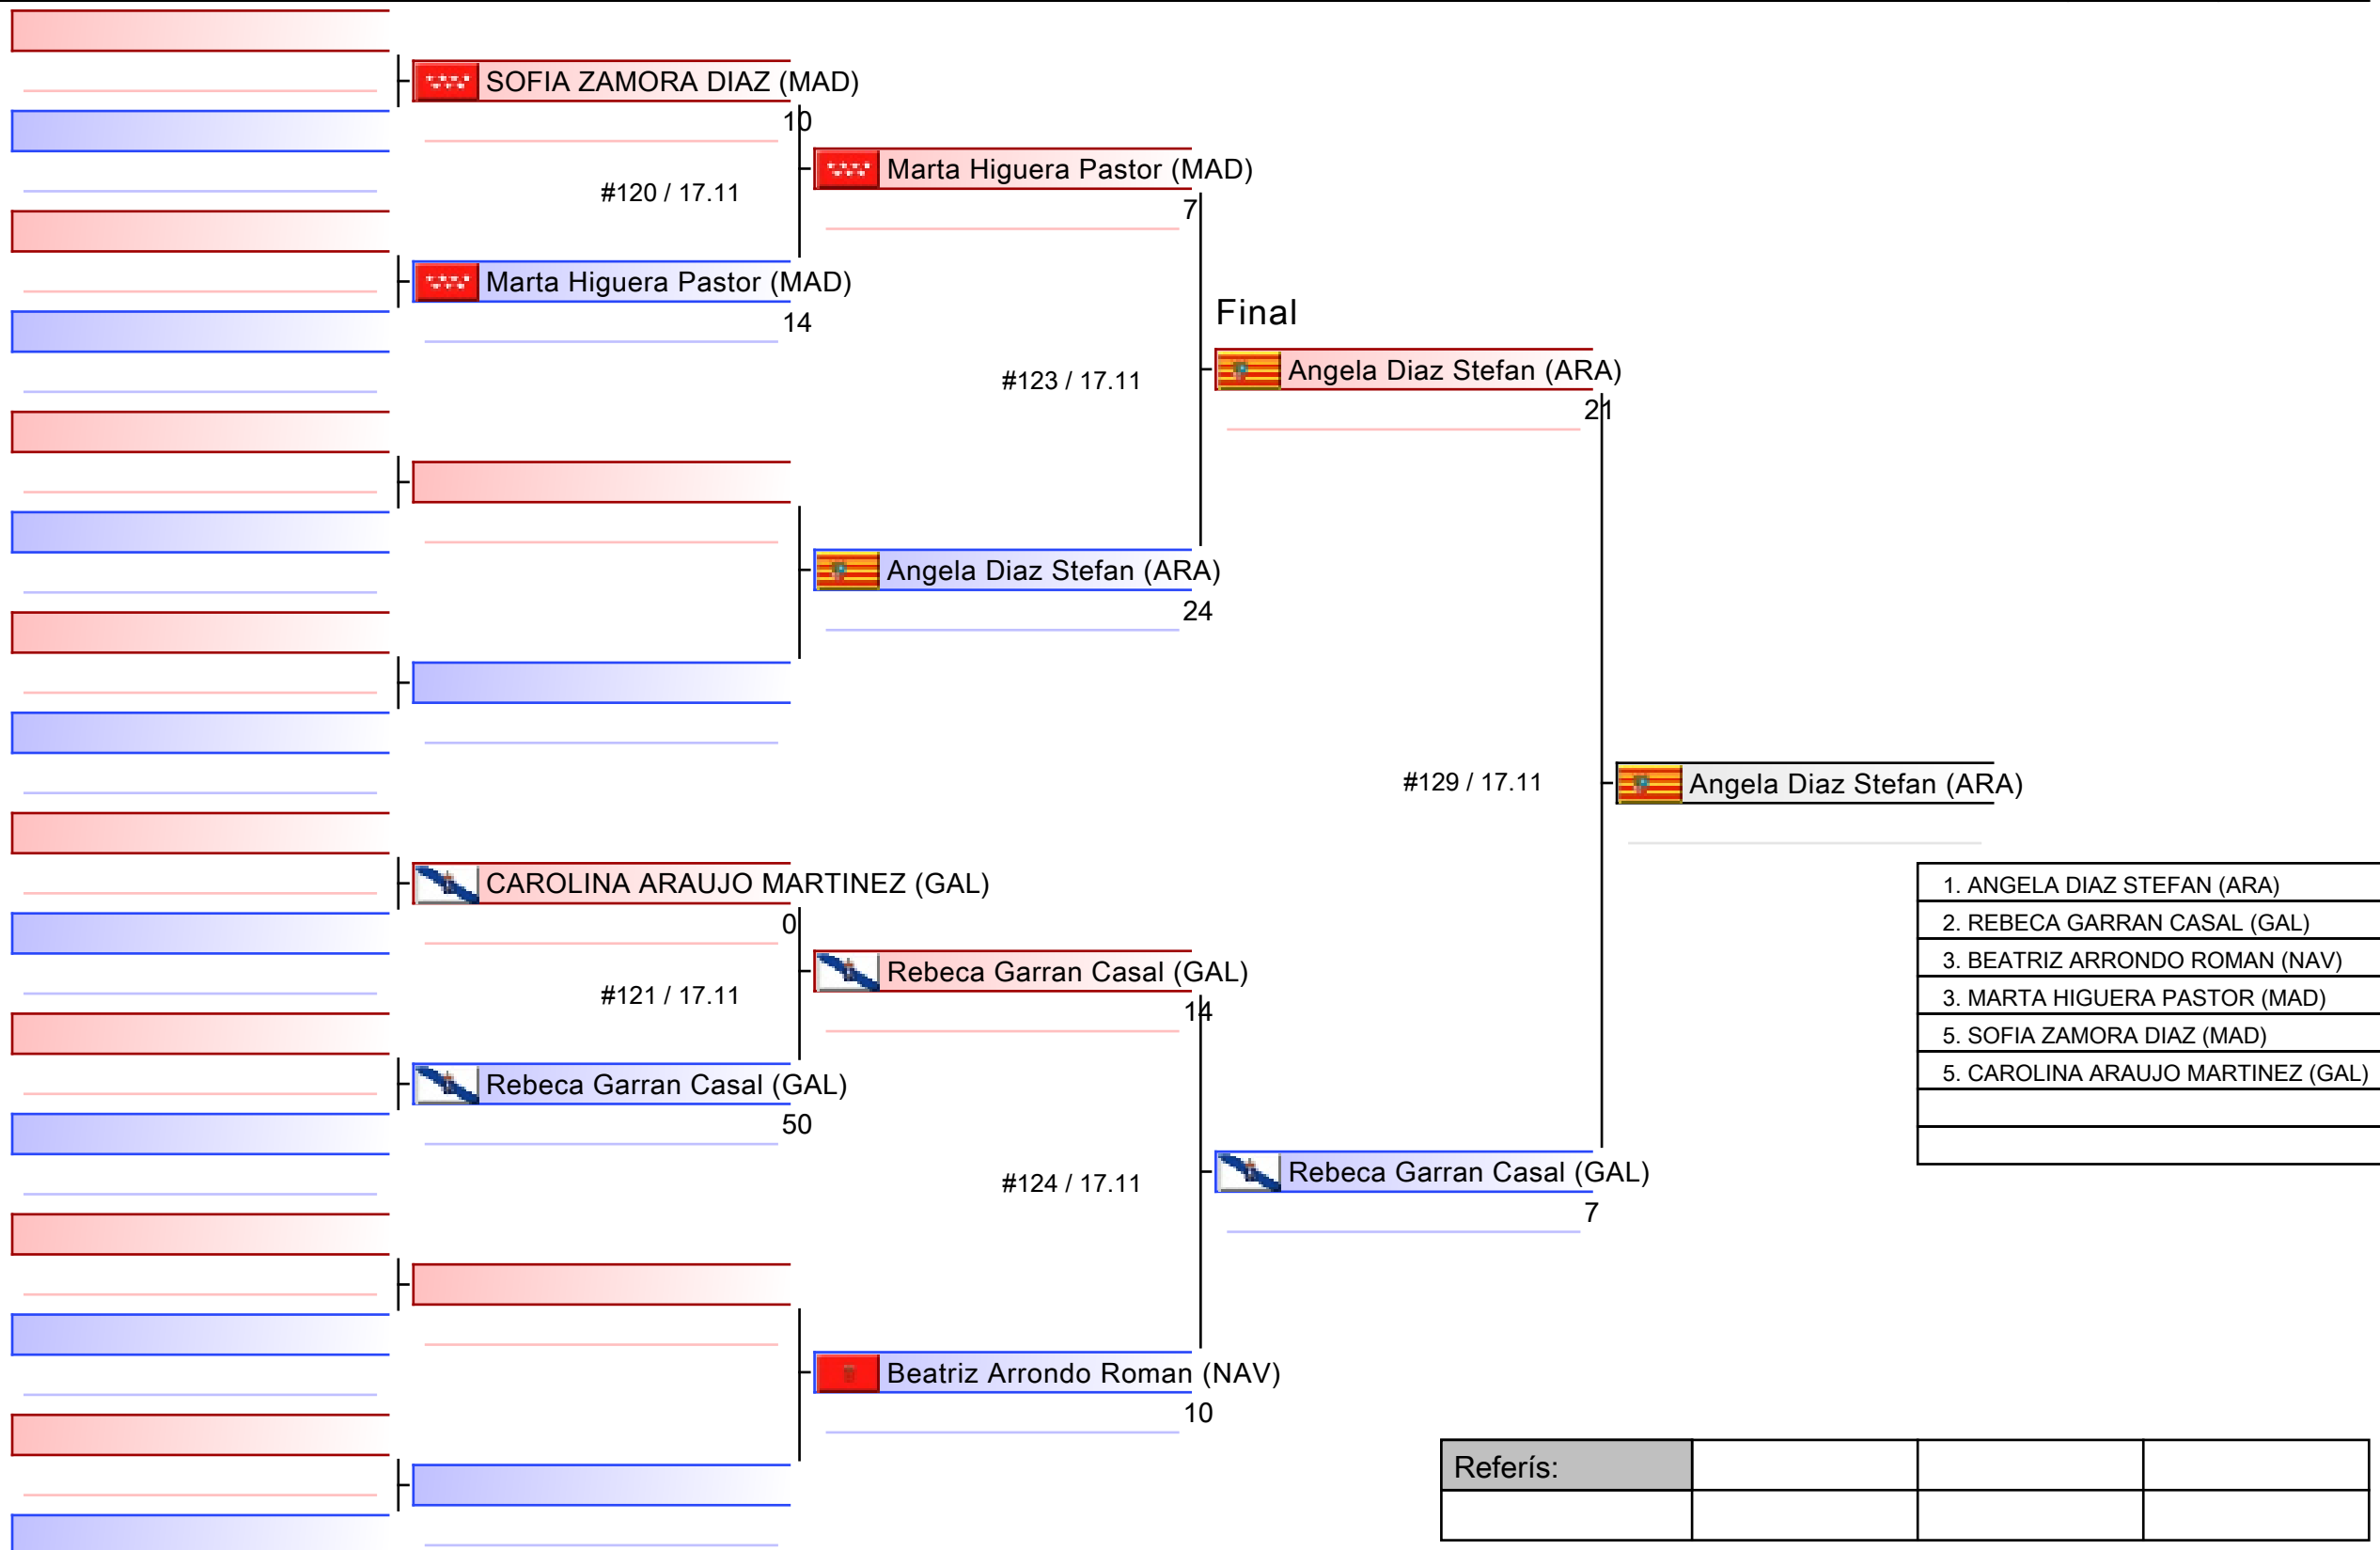 SOFIA ZAMORA DIAZ (MAD)
10
#120 / 17.11
Marta Higuera Pastor (MAD)
14
Marta Higuera Pastor (MAD)
7
#123 / 17.11
Angela Diaz Stefan (ARA)
24
Final
Angela Diaz Stefan (ARA)
21
#129 / 17.11
Angela Diaz Stefan (ARA)
CAROLINA ARAUJO MARTINEZ (GAL)
0
#121 / 17.11
Rebeca Garran Casal (GAL)
50
Rebeca Garran Casal (GAL)
14
#124 / 17.11
Beatriz Arrondo Roman (NAV)
10
Rebeca Garran Casal (GAL)
7
1. ANGELA DIAZ STEFAN (ARA)
2. REBECA GARRAN CASAL (GAL)
3. BEATRIZ ARRONDO ROMAN (NAV)
3. MARTA HIGUERA PASTOR (MAD)
5. SOFIA ZAMORA DIAZ (MAD)
5. CAROLINA ARAUJO MARTINEZ (GAL)
Referís: